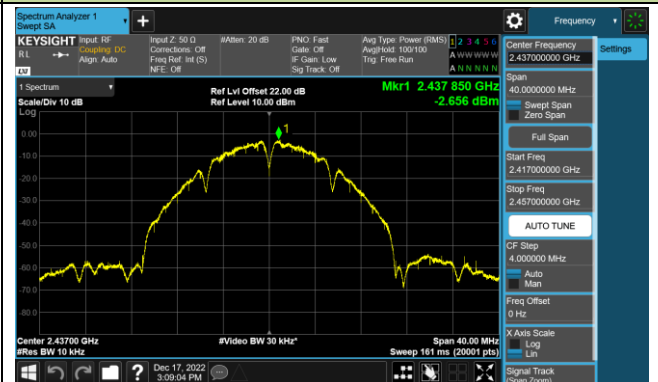 Spectrum Analyzer 1
Swept SA
+
Frequency
KEYSIGHT
RL
LXI
Input: RF
Coupling: DC
Align: Auto
Input Z: 50 Ω
Corrections: Off
Freq Ref: Int (S)
NFE: Off
#Atten: 20 dB
PNO: Fast
Gate: Off
IF Gain: Low
Sig Track: Off
Avg Type: Power (RMS)
Avg|Hold: 100/100
Trig: Free Run
1 2 3 4 5 6
A W W W W W
A N N N N N
1 Spectrum
Scale/Div 10 dB
Log
Ref Lvl Offset 22.00 dB
Ref Level 10.00 dBm
Mkr1 2.437 850 GHz
-2.656 dBm
1
0.00
-10.0
-20.0
-30.0
-40.0
-50.0
-60.0
-70.0
-80.0
Center 2.43700 GHz
#Res BW 10 kHz
#Video BW 30 kHz*
Span 40.00 MHz
Sweep 161 ms (20001 pts)
Dec 17, 2022
3:09:04 PM
Center Frequency
2.437000000 GHz
Span
40.0000000 MHz
Swept Span
Zero Span
Full Span
Start Freq
2.417000000 GHz
Stop Freq
2.457000000 GHz
AUTO TUNE
CF Step
4.000000 MHz
Auto
Man
Freq Offset
0 Hz
X Axis Scale
Log
Lin
Signal Track
(Span Zoom)
Settings